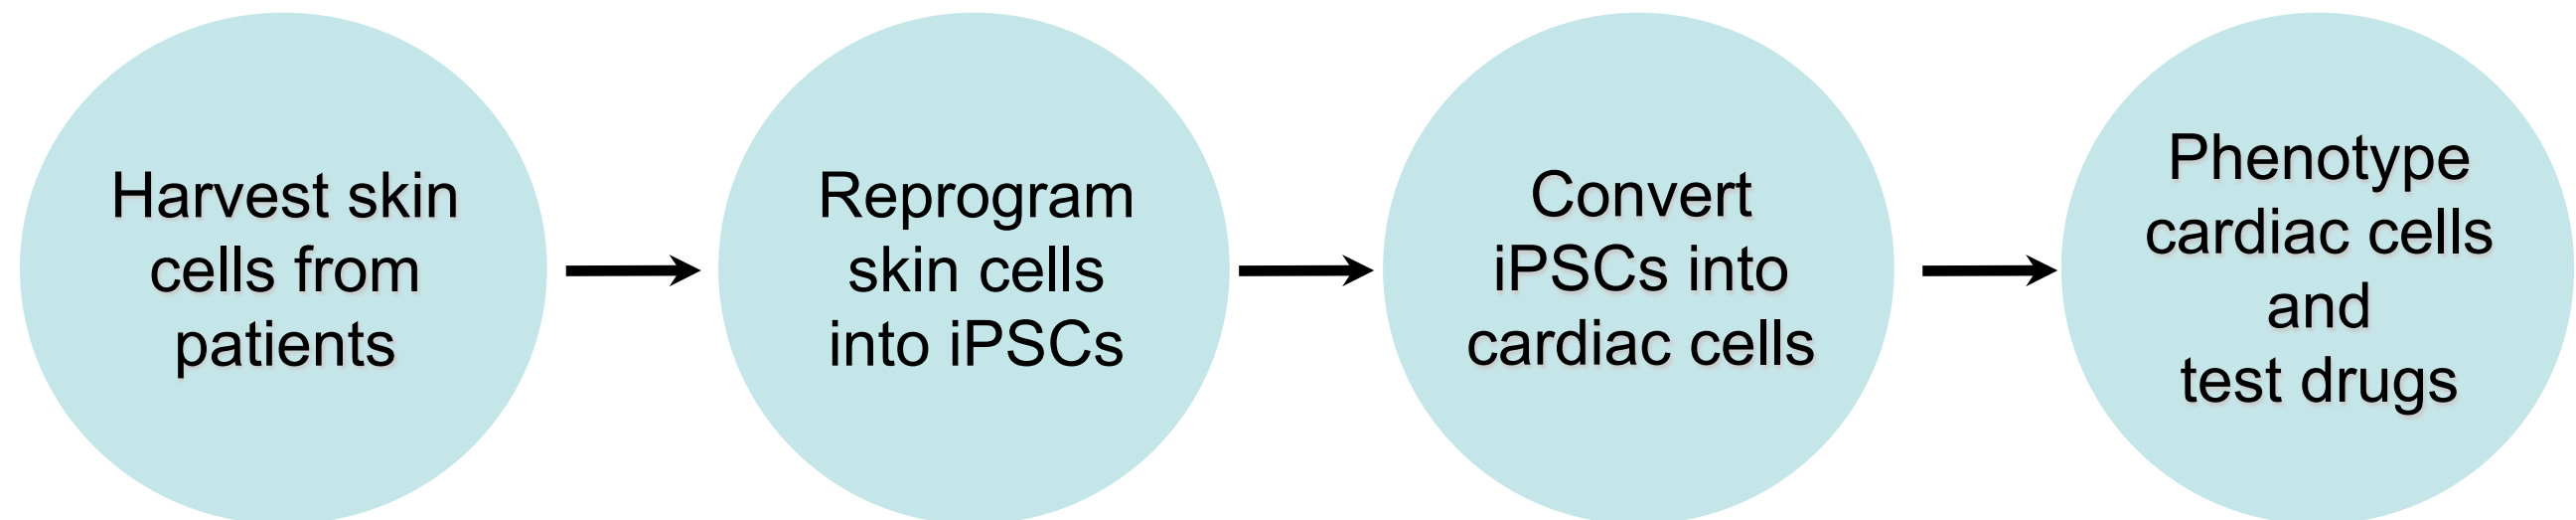 Harvest skin
cells from
patients
Reprogram
skin cells
into iPSCs
Convert
iPSCs into
cardiac cells
Phenotype
cardiac cells
and
test drugs